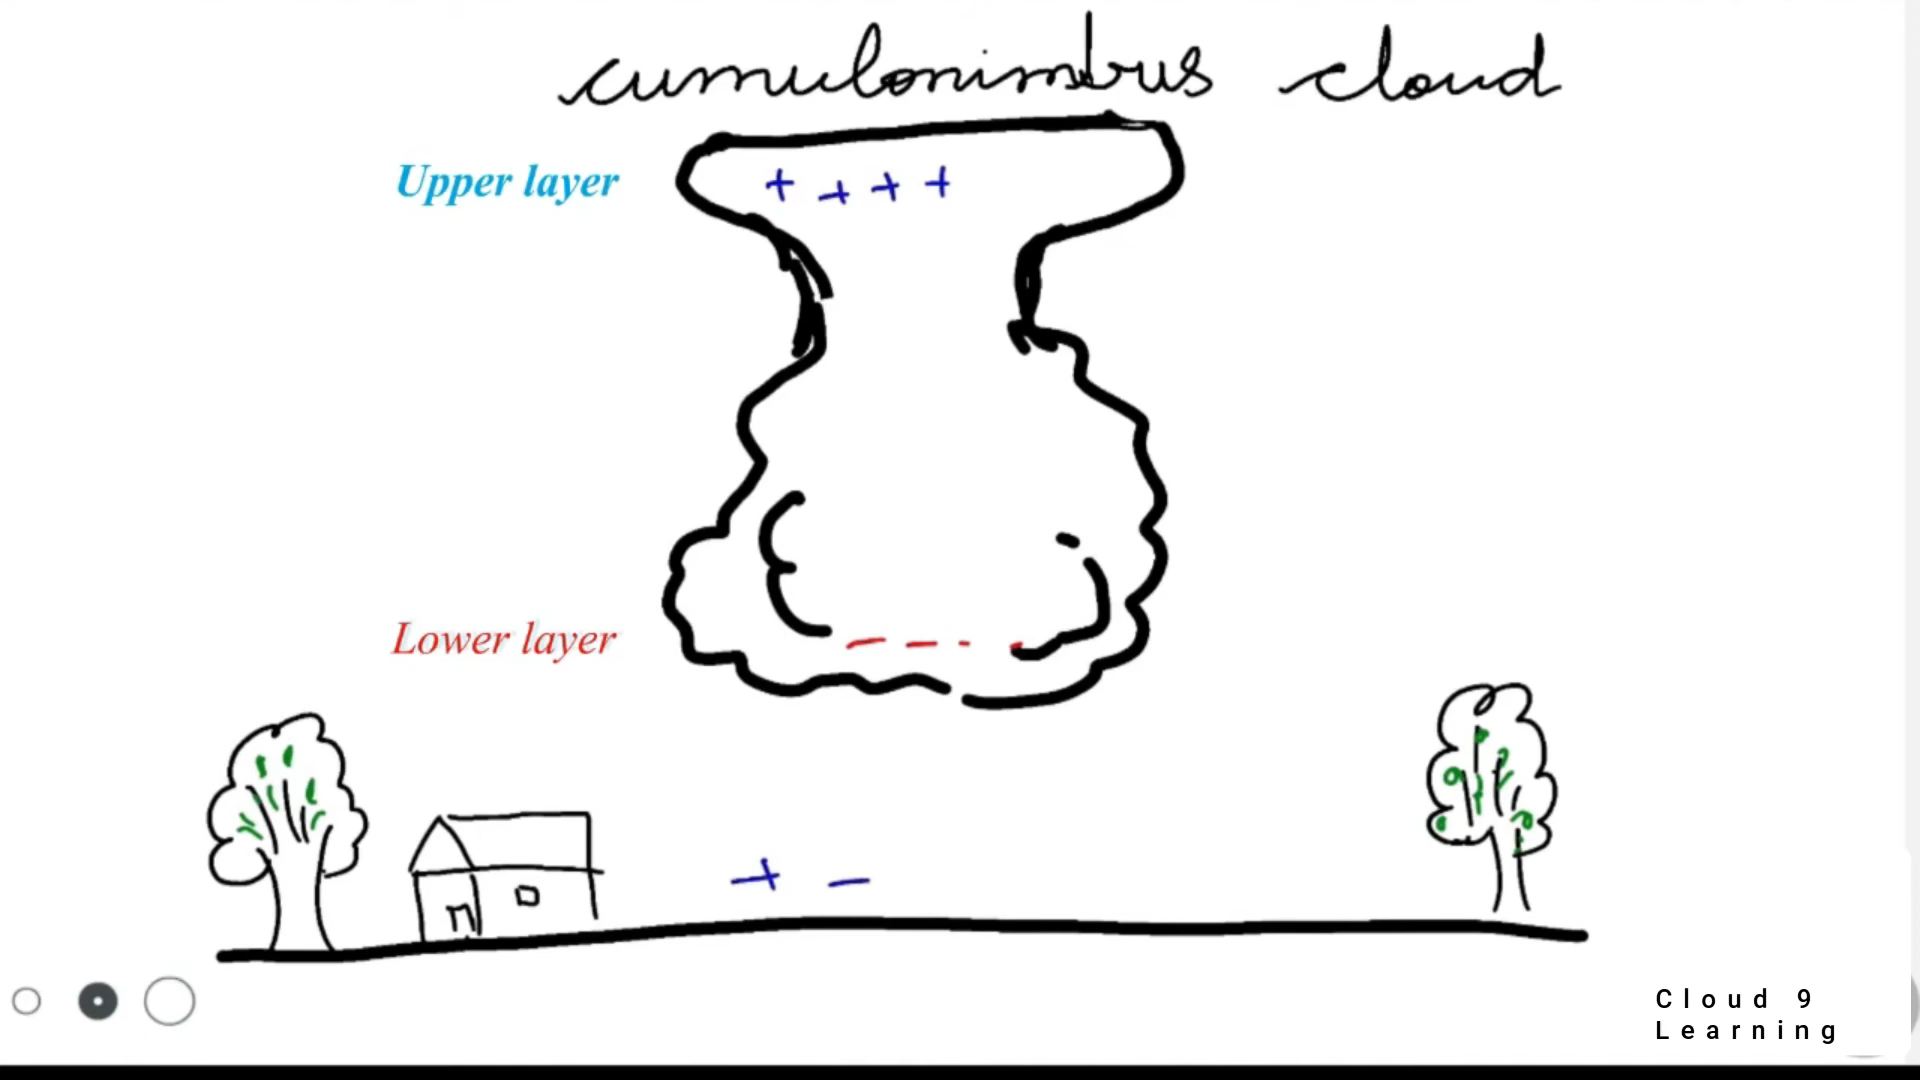 cumulonimbus cloud
Upper layer
+ + + +
Lower layer
- - - -
+ -
Cloud 9
Learning